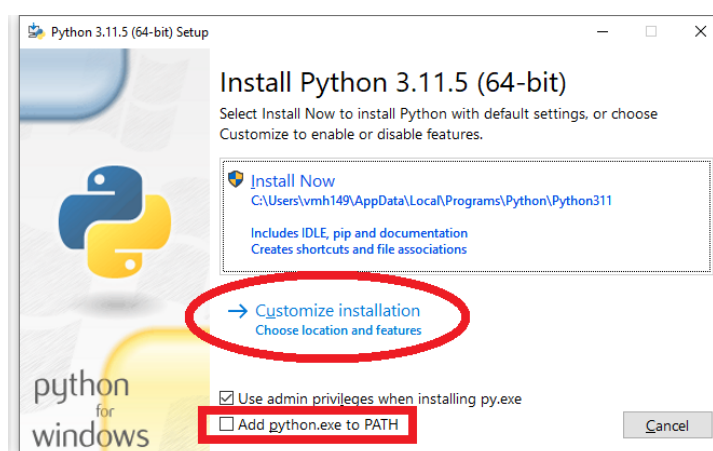 Python 3.11.5 (64-bit) Setup
Install Python 3.11.5 (64-bit)
Select Install Now to install Python with default settings, or choose
Customize to enable or disable features.
Install Now
C:\Users\vmh149\AppData\Local\Programs\Python\Python311
Includes IDLE, pip and documentation
Creates shortcuts and file associations
Customize installation
Choose location and features
python
for
windows
Use admin privileges when installing py.exe
Add python.exe to PATH
Cancel